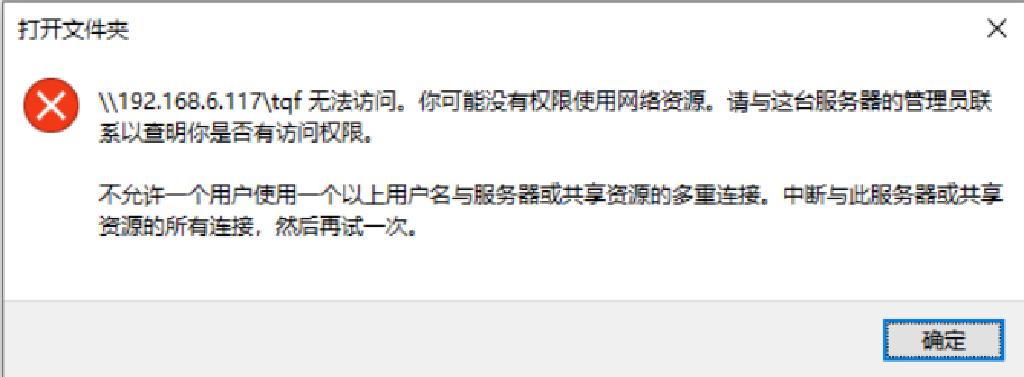 打开文件夹
\\192.168.6.117\tqf 无法访问。你可能没有权限使用网络资源。请与这台服务器的管理员联
系以查明你是否有访问权限。
不允许一个用户使用一个以上用户名与服务器或共享资源的多重连接。中断与此服务器或共享
资源的所有连接，然后再试一次。
确定